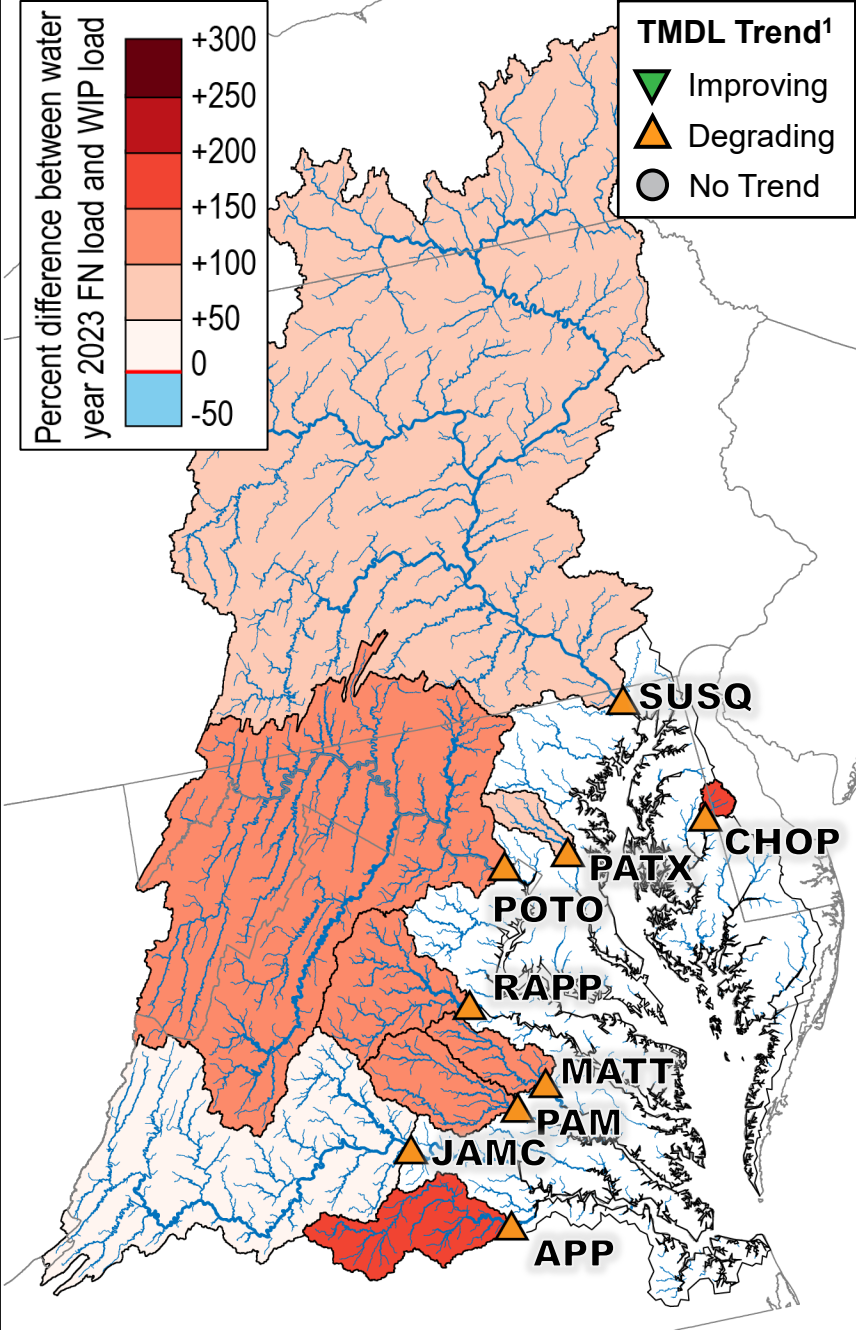 Percent difference between water
year 2023 FN load and WIP load
+300
+250
+200
+150
+100
+50
0
-50
TMDL Trend¹
Improving
Degrading
No Trend
SUSQ
CHOP
PATX
POTO
RAPP
MATT
PAM
JAMC
APP